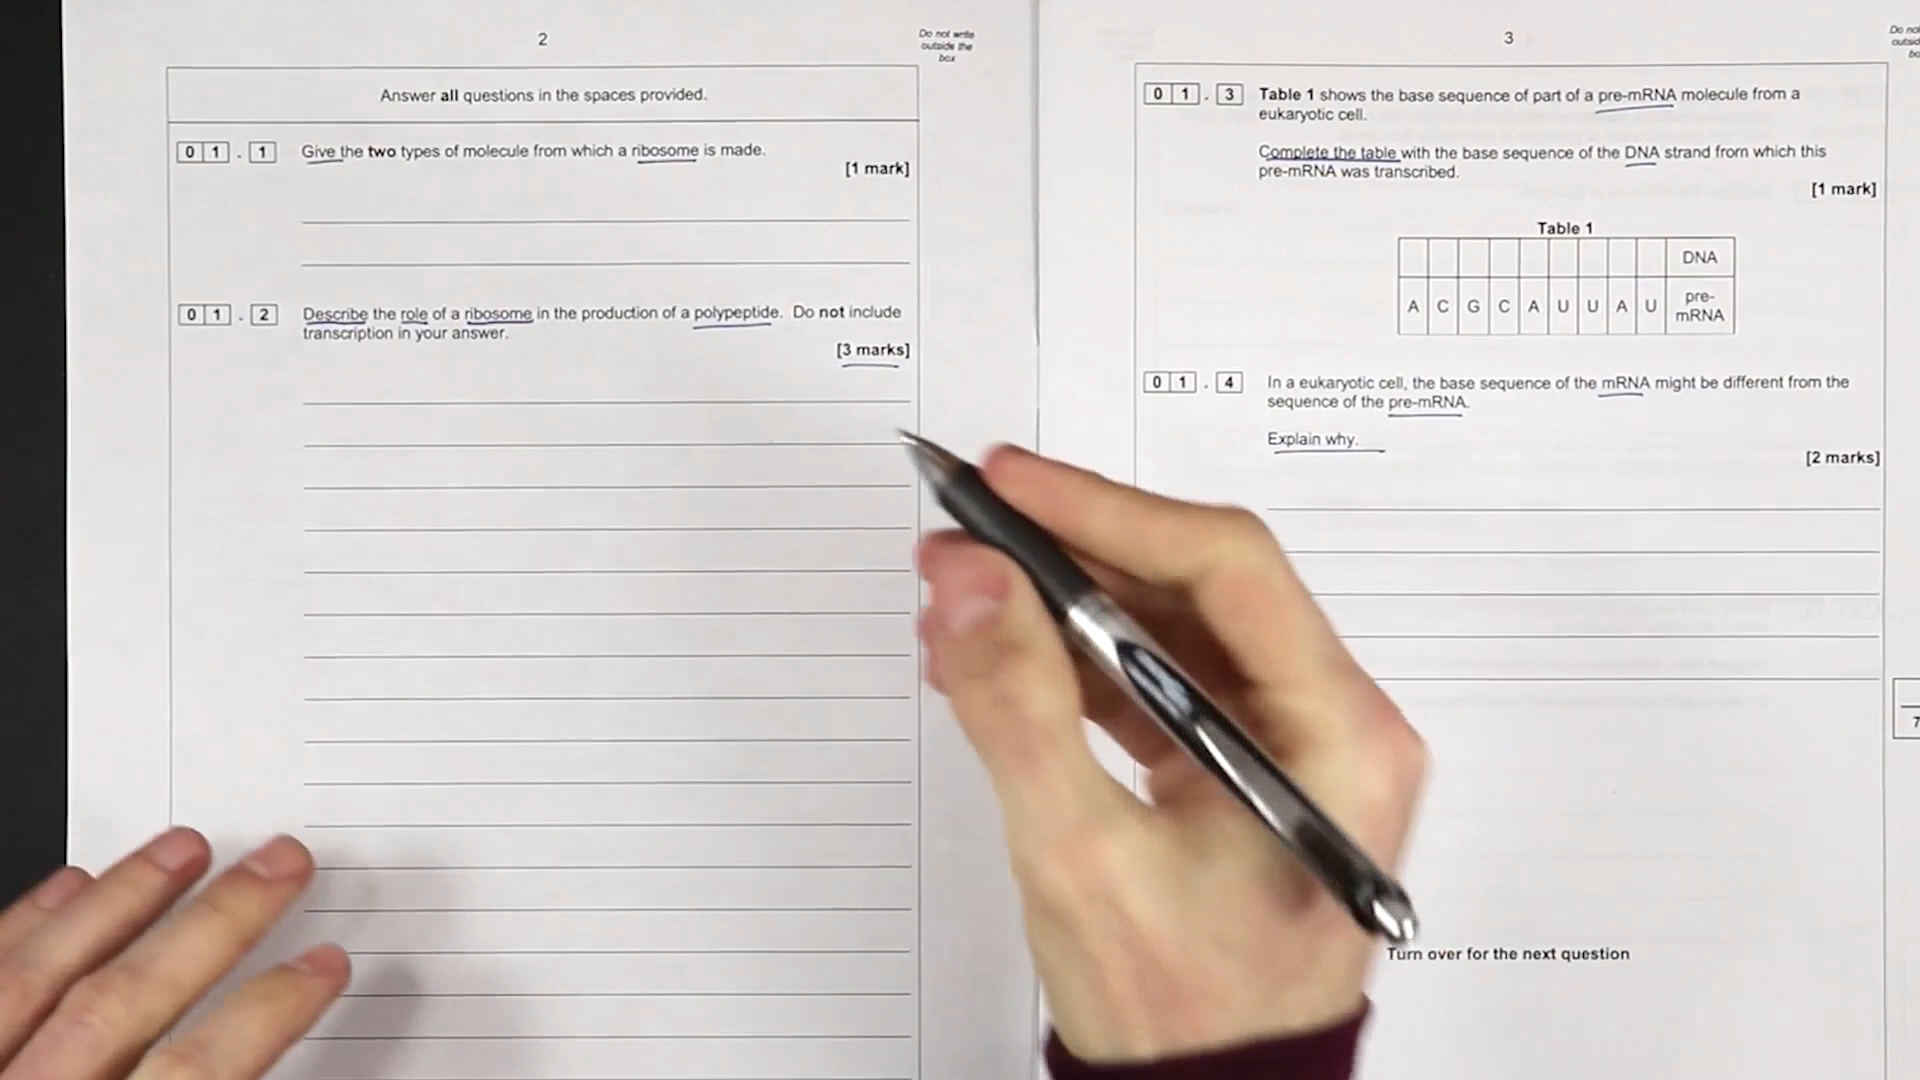 2
Do not write
outside the
box
Answer all questions in the spaces provided.
0 1 . 1 Give the two types of molecule from which a ribosome is made.
[1 mark]
0 1 . 2 Describe the role of a ribosome in the production of a polypeptide. Do not include
transcription in your answer.
[3 marks]
3
Do not
0 1 . 3 Table 1 shows the base sequence of part of a pre-mRNA molecule from a
eukaryotic cell.
Complete the table with the base sequence of the DNA strand from which this
pre-mRNA was transcribed.
[1 mark]
Table 1
DNA
A C G C A U U A U pre-
mRNA
0 1 . 4 In a eukaryotic cell, the base sequence of the mRNA might be different from the
sequence of the pre-mRNA.
Explain why.
[2 marks]
7
Turn over for the next question